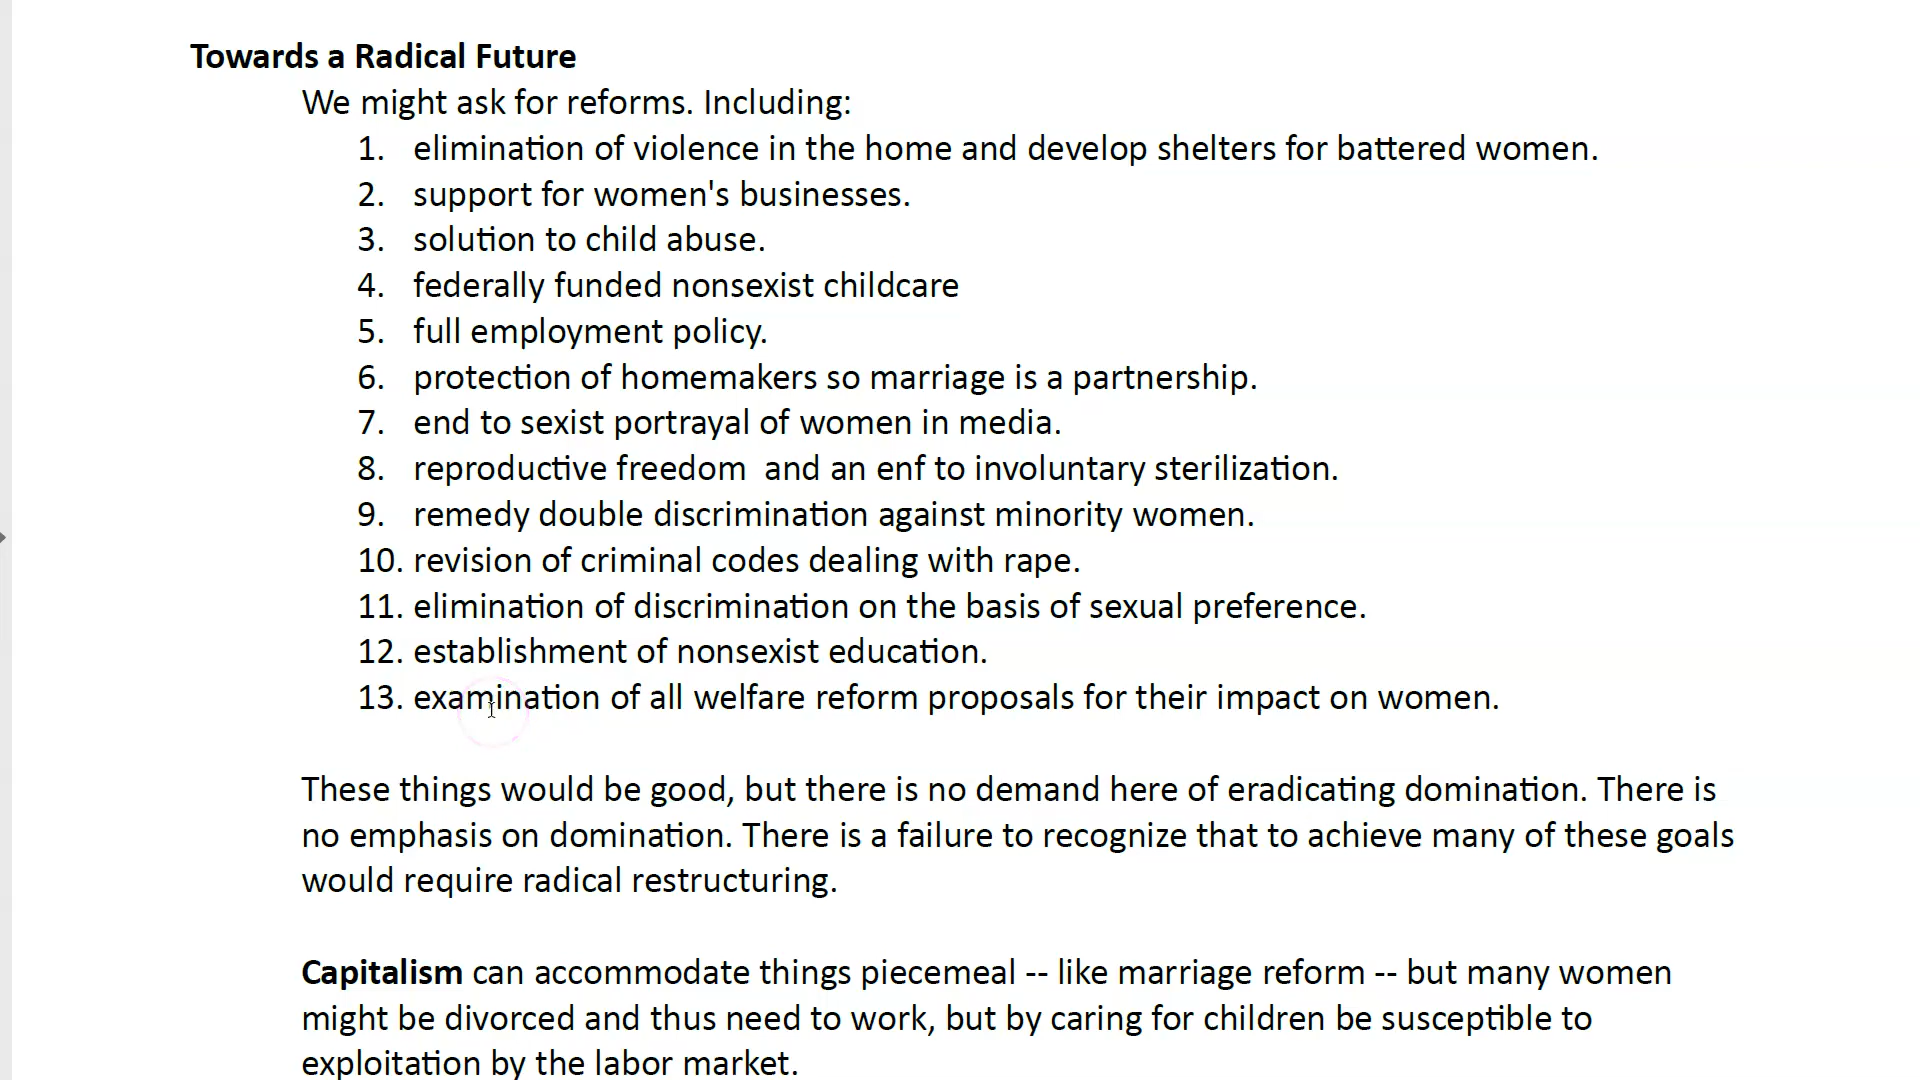 Towards a Radical Future
We might ask for reforms. Including:
1. elimination of violence in the home and develop shelters for battered women.
2. support for women's businesses.
3. solution to child abuse.
4. federally funded nonsexist childcare
5. full employment policy.
6. protection of homemakers so marriage is a partnership.
7. end to sexist portrayal of women in media.
8. reproductive freedom  and an enf to involuntary sterilization.
9. remedy double discrimination against minority women.
10. revision of criminal codes dealing with rape.
11. elimination of discrimination on the basis of sexual preference.
12. establishment of nonsexist education.
13. examination of all welfare reform proposals for their impact on women.
These things would be good, but there is no demand here of eradicating domination. There is
no emphasis on domination. There is a failure to recognize that to achieve many of these goals
would require radical restructuring.
Capitalism can accommodate things piecemeal -- like marriage reform -- but many women
might be divorced and thus need to work, but by caring for children be susceptible to
exploitation by the labor market.